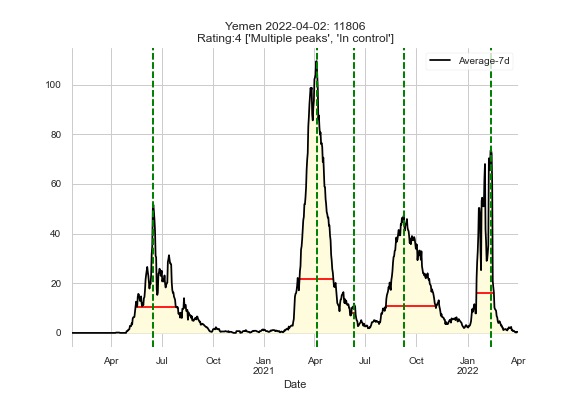 Yemen 2022-04-02: 11806
Rating:4 ['Multiple peaks', 'In control']
Average-7d
100
80
60
40
20
0
Apr Jul Oct Jan Apr Jul Oct Jan Apr
2021 2022
Date